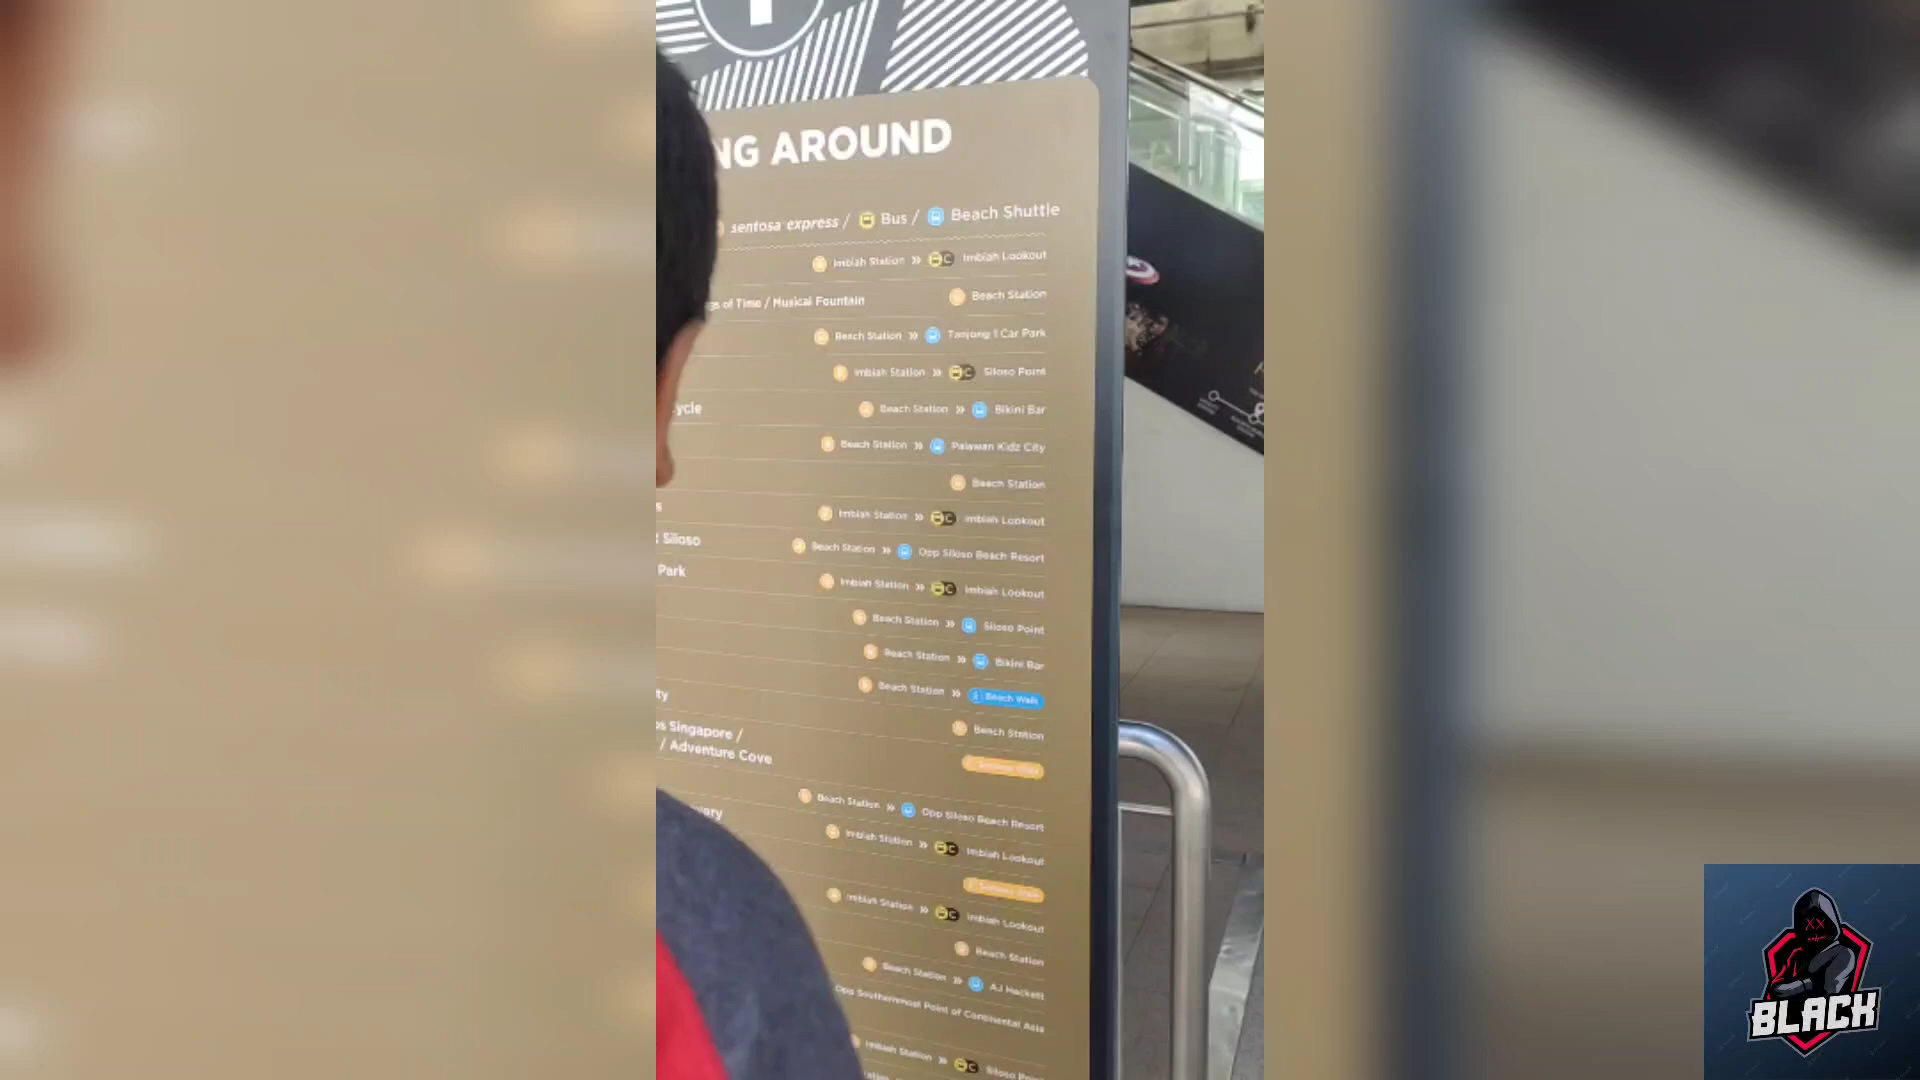 NG AROUND
sentosa express / Bus / Beach Shuttle
Imbiah Station » C Imbiah Lookout
gs of Time / Musical Fountain Beach Station
Beach Station » Tanjong 1 Car Park
Imbiah Station » C Siloso Point
ycle Beach Station » Bikini Bar
Beach Station » Palawan Kidz City
Beach Station
s Imbiah Station » C Imbiah Lookout
t Siloso Beach Station » Opp Siloso Beach Resort
Park Imbiah Station » C Imbiah Lookout
Beach Station » Siloso Point
Beach Station » Bikini Bar
Beach Station » Beach Walk
ty Beach Station
os Singapore /
/ Adventure Cove
Beach Station » Opp Siloso Beach Resort
Imbiah Station » C Imbiah Lookout
Imbiah Station » C Imbiah Lookout
Beach Station
Beach Station » AJ Hackett
Opp Southernmost Point of Continental Asia
Imbiah Station » C Siloso
BLACK